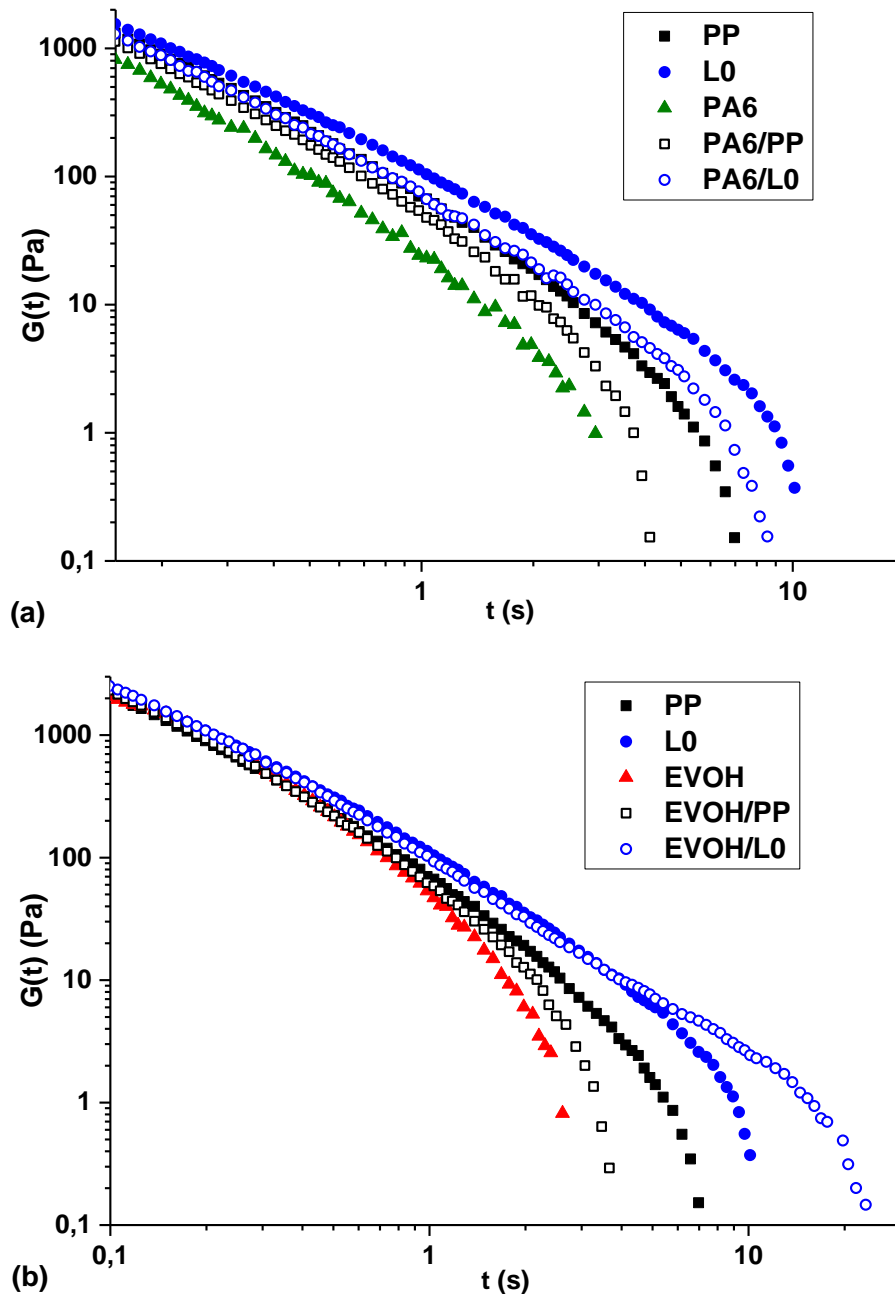 PP
L0
PA6
PA6/PP
PA6/L0
G(t) (Pa)
1000
100
10
1
0,1
1
10
t (s)
(a)
PP
L0
EVOH
EVOH/PP
EVOH/L0
G(t) (Pa)
1000
100
10
1
0,1
0,1
1
10
t (s)
(b)